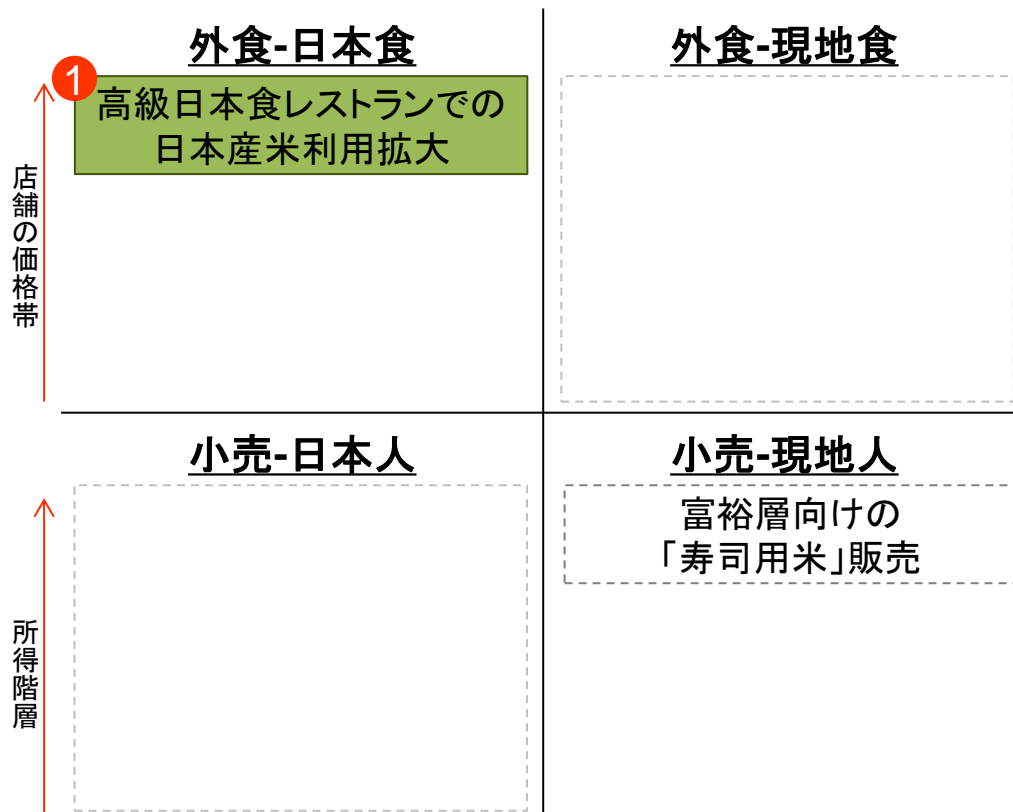 外食-日本食
外食-現地食
1
高級日本食レストランでの
日本産米利用拡大
店舗の価格帯
小売-日本人
小売-現地人
富裕層向けの
「寿司用米」販売
所得階層